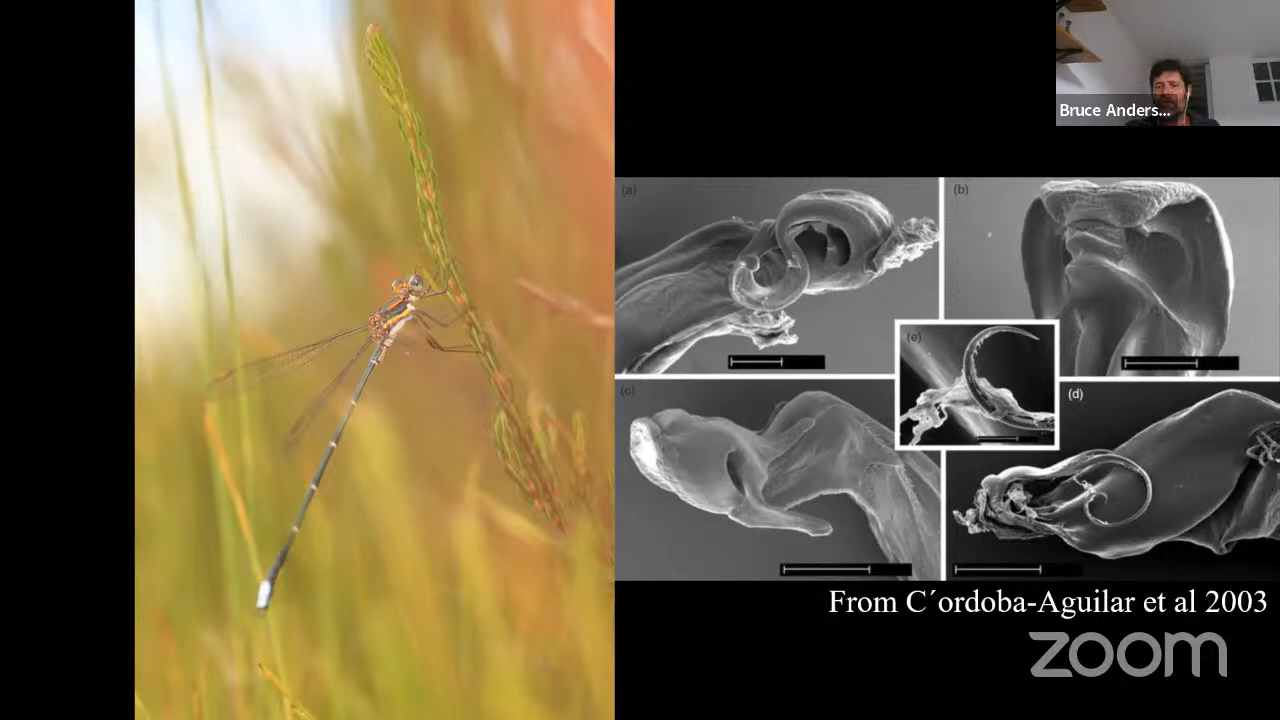 Bruce Anders...
(a)
(b)
(e)
(c)
(d)
From C´ordoba-Aguilar et al 2003
zoom